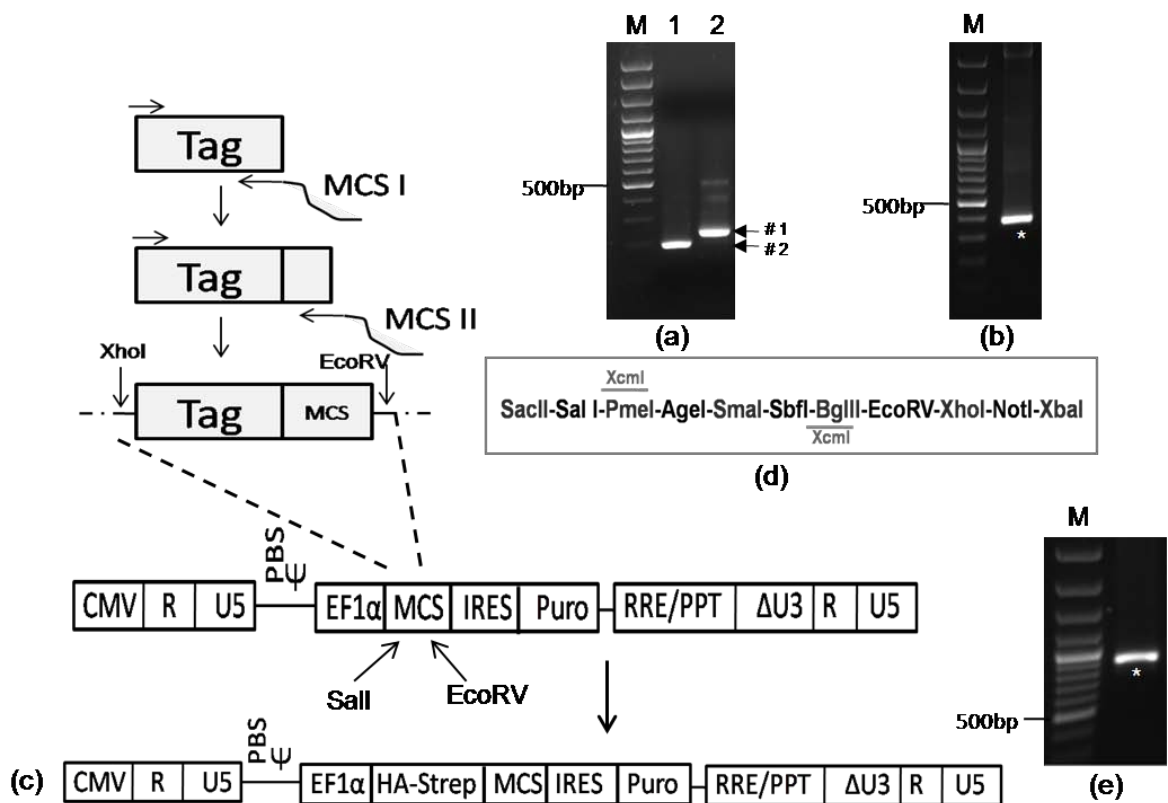 M 1 2
500bp
#1
#2
(a)
M
500bp
*
(b)
Tag
MCS I
Tag
MCS II
XhoI
EcoRV
Tag MCS
XcmI
SacII-Sal I-PmeI-AgeI-SmaI-SbfI-BglII-EcoRV-XhoI-NotI-XbaI
XcmI
(d)
PBS
Ψ
CMV R U5 EF1α MCS IRES Puro RRE/PPT ΔU3 R U5
SalI EcoRV
PBS
Ψ
(c) CMV R U5 EF1α HA-Strep MCS IRES Puro RRE/PPT ΔU3 R U5
M
500bp
*
(e)